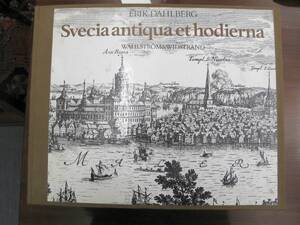 ERIK DAHLBERG
Svecia antiqua et hodierna
WAHLSTRÖM & WIDSTRAND
Arx Regia
Templ. S. Nicolai
M Æ L E R